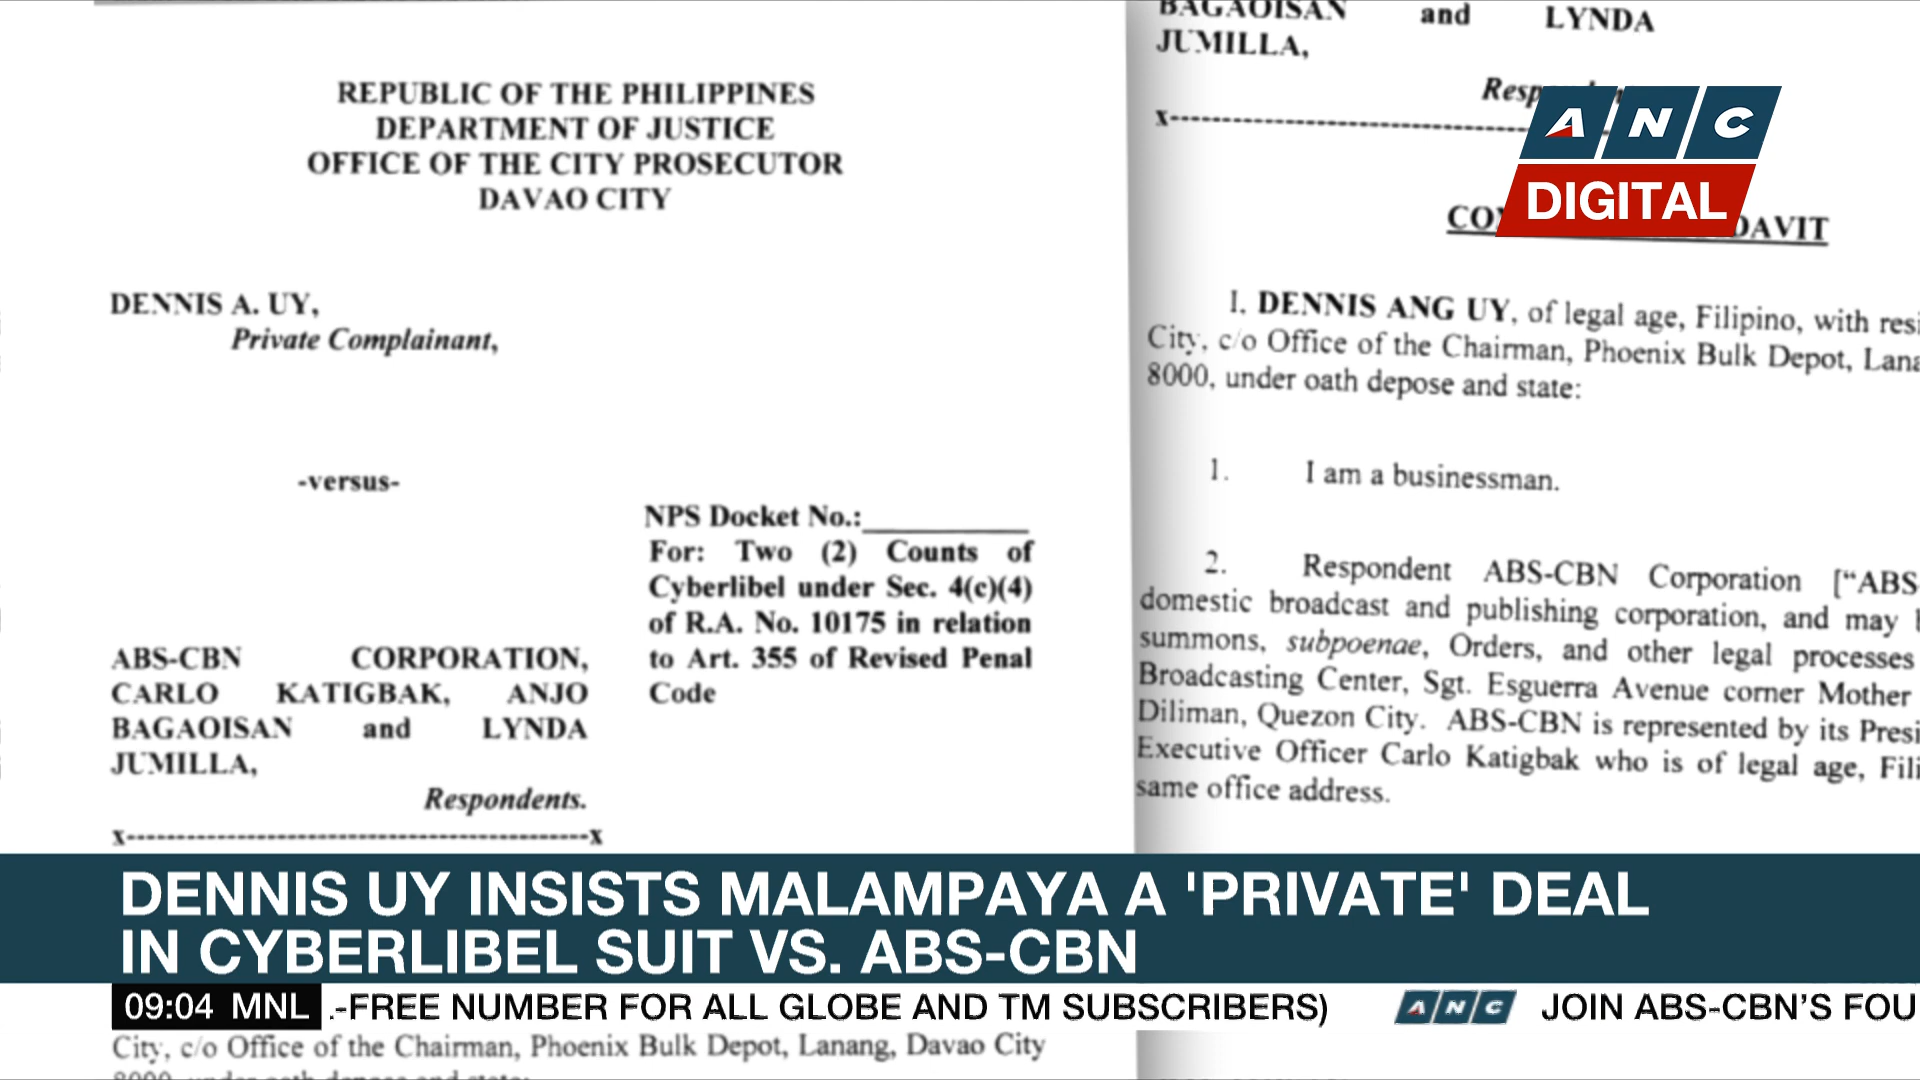 REPUBLIC OF THE PHILIPPINES
DEPARTMENT OF JUSTICE
OFFICE OF THE CITY PROSECUTOR
DAVAO CITY
DENNIS A. UY,
Private Complainant,
-versus-
NPS Docket No.:___________
For: Two (2) Counts of
Cyberlibel under Sec. 4(c)(4)
of R.A. No. 10175 in relation
to Art. 355 of Revised Penal
Code
ABS-CBN CORPORATION,
CARLO KATIGBAK, ANJO
BAGAOISAN and LYNDA
JUMILLA,
Respondents.
x---------------------------------------------x
City, c/o Office of the Chairman, Phoenix Bulk Depot, Lanang, Davao City
8000, under oath depose and state:
BAGAOISAN and LYNDA
JUMILLA,
I, DENNIS ANG UY, of legal age, Filipino, with
City, c/o Office of the Chairman, Phoenix Bulk Depot,
8000, under oath depose and state:
1. I am a businessman.
2. Respondent ABS-CBN Corporation ["ABS-
domestic broadcast and publishing corporation, and may
summons, subpoenae, Orders, and other legal processes
Broadcasting Center, Sgt. Esguerra Avenue corner Mother
Diliman, Quezon City. ABS-CBN is represented by its
Executive Officer Carlo Katigbak who is of legal age,
same office address.
ANC
DIGITAL
DENNIS UY INSISTS MALAMPAYA A 'PRIVATE' DEAL
IN CYBERLIBEL SUIT VS. ABS-CBN
09:04 MNL -FREE NUMBER FOR ALL GLOBE AND TM SUBSCRIBERS) ANC JOIN ABS-CBN'S FOU